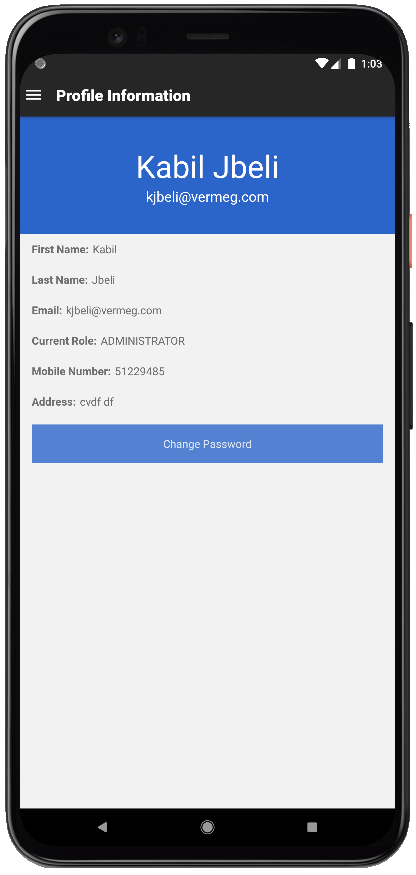 1:03
Profile Information
Kabil Jbeli
kjbeli@vermeg.com
First Name: Kabil
Last Name: Jbeli
Email: kjbeli@vermeg.com
Current Role: ADMINISTRATOR
Mobile Number: 51229485
Address: cvdf df
Change Password